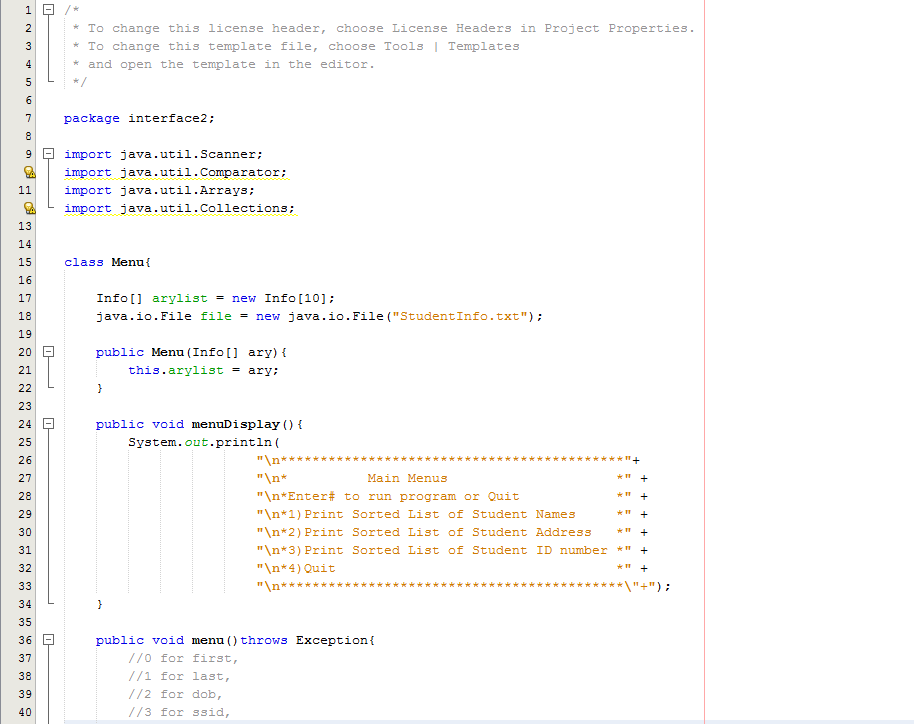 1 /*
2 * To change this license header, choose License Headers in Project Properties.
3 * To change this template file, choose Tools | Templates
4 * and open the template in the editor.
5 */
6
7 package interface2;
8
9 import java.util.Scanner;
import java.util.Comparator;
11 import java.util.Arrays;
import java.util.Collections;
13
14
15 class Menu{
16
17 Info[] arylist = new Info[10];
18 java.io.File file = new java.io.File("StudentInfo.txt");
19
20 public Menu(Info[] ary){
21 this.arylist = ary;
22 }
23
24 public void menuDisplay(){
25 System.out.println(
26 "\n*******************************************"+
27 "\n*          Main Menus                     *" +
28 "\n*Enter# to run program or Quit            *" +
29 "\n*1)Print Sorted List of Student Names     *" +
30 "\n*2)Print Sorted List of Student Address   *" +
31 "\n*3)Print Sorted List of Student ID number *" +
32 "\n*4)Quit                                   *" +
33 "\n*******************************************\"+");
34 }
35
36 public void menu()throws Exception{
37 //0 for first,
38 //1 for last,
39 //2 for dob,
40 //3 for ssid,